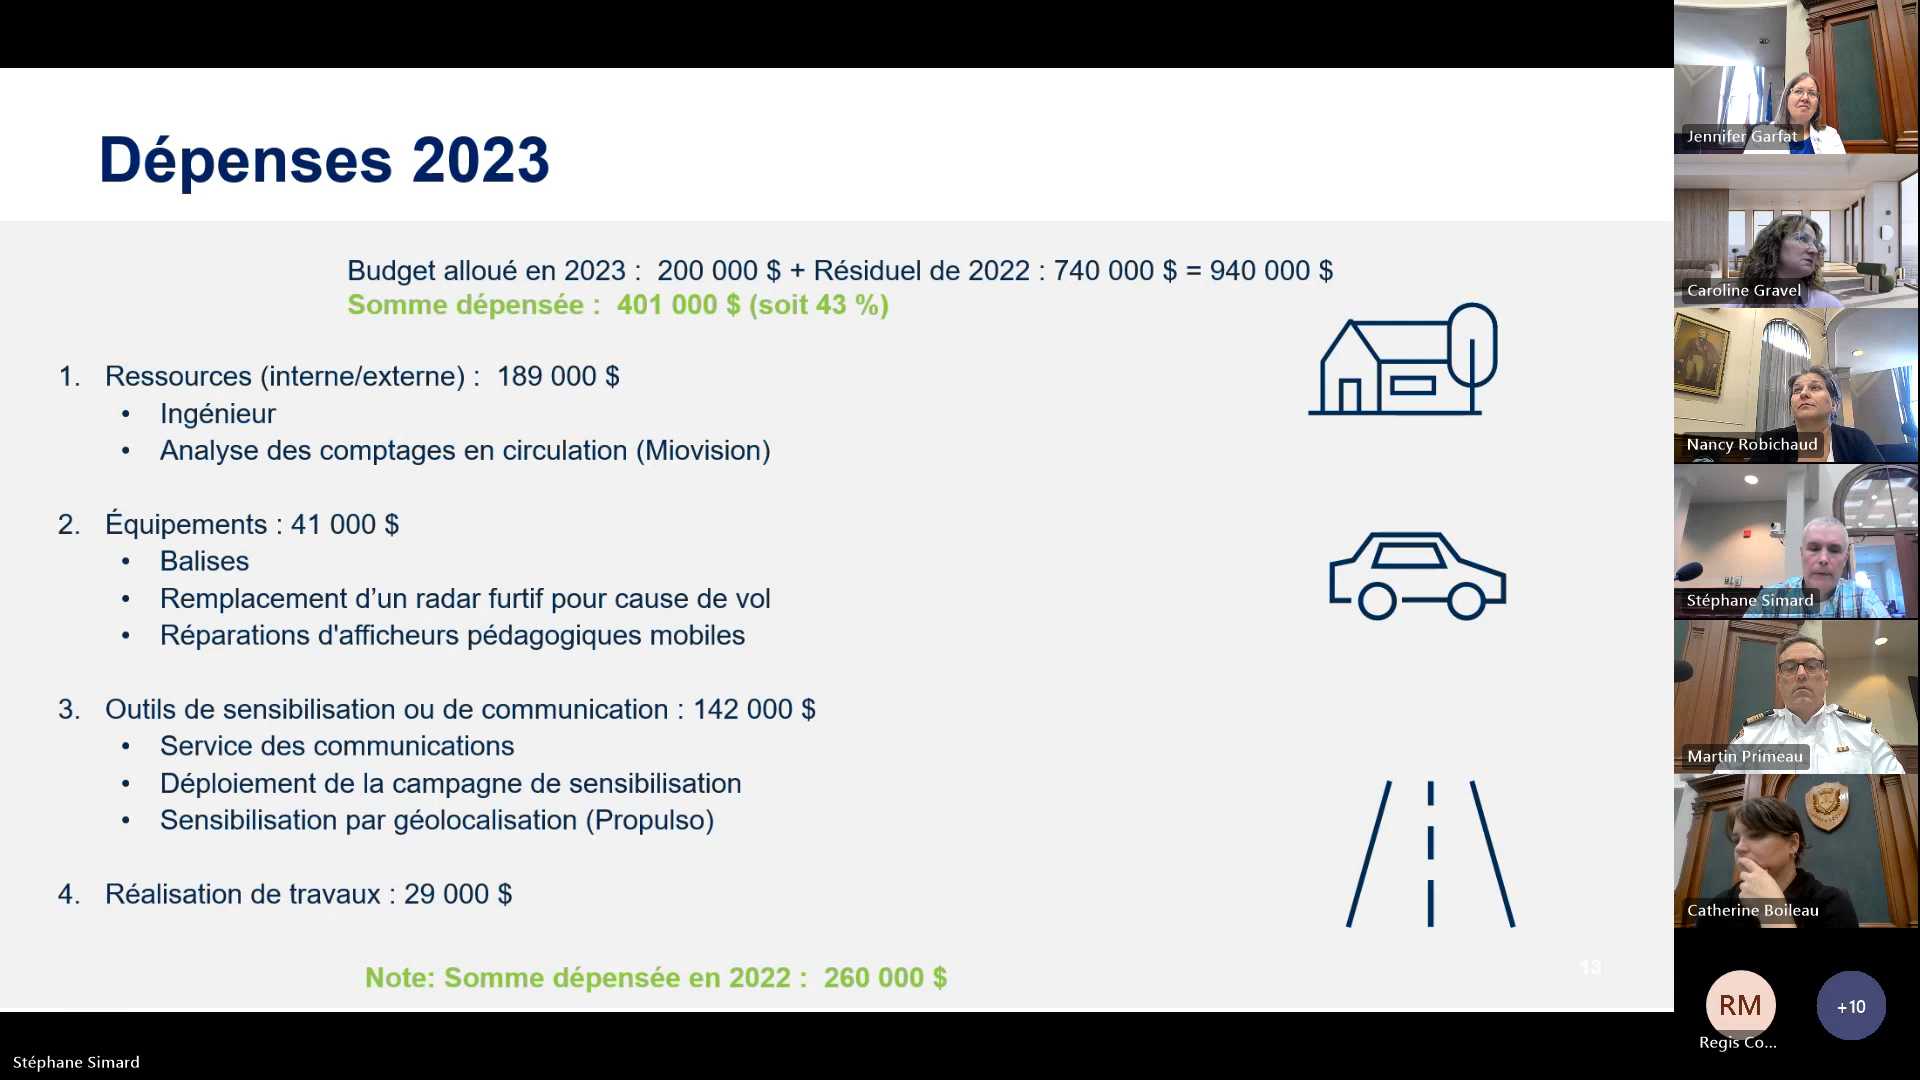 Dépenses 2023
Budget alloué en 2023 :  200 000 $ + Résiduel de 2022 : 740 000 $ = 940 000 $
Somme dépensée :  401 000 $ (soit 43 %)
1. Ressources (interne/externe) :  189 000 $
• Ingénieur
• Analyse des comptages en circulation (Miovision)
2. Équipements : 41 000 $
• Balises
• Remplacement d’un radar furtif pour cause de vol
• Réparations d'afficheurs pédagogiques mobiles
3. Outils de sensibilisation ou de communication : 142 000 $
• Service des communications
• Déploiement de la campagne de sensibilisation
• Sensibilisation par géolocalisation (Propulso)
4. Réalisation de travaux : 29 000 $
Note: Somme dépensée en 2022 :  260 000 $
13
Stéphane Simard
Jennifer Garfat
Caroline Gravel
Nancy Robichaud
Stéphane Simard
Martin Primeau
Catherine Boileau
RM
+10
Regis Co...